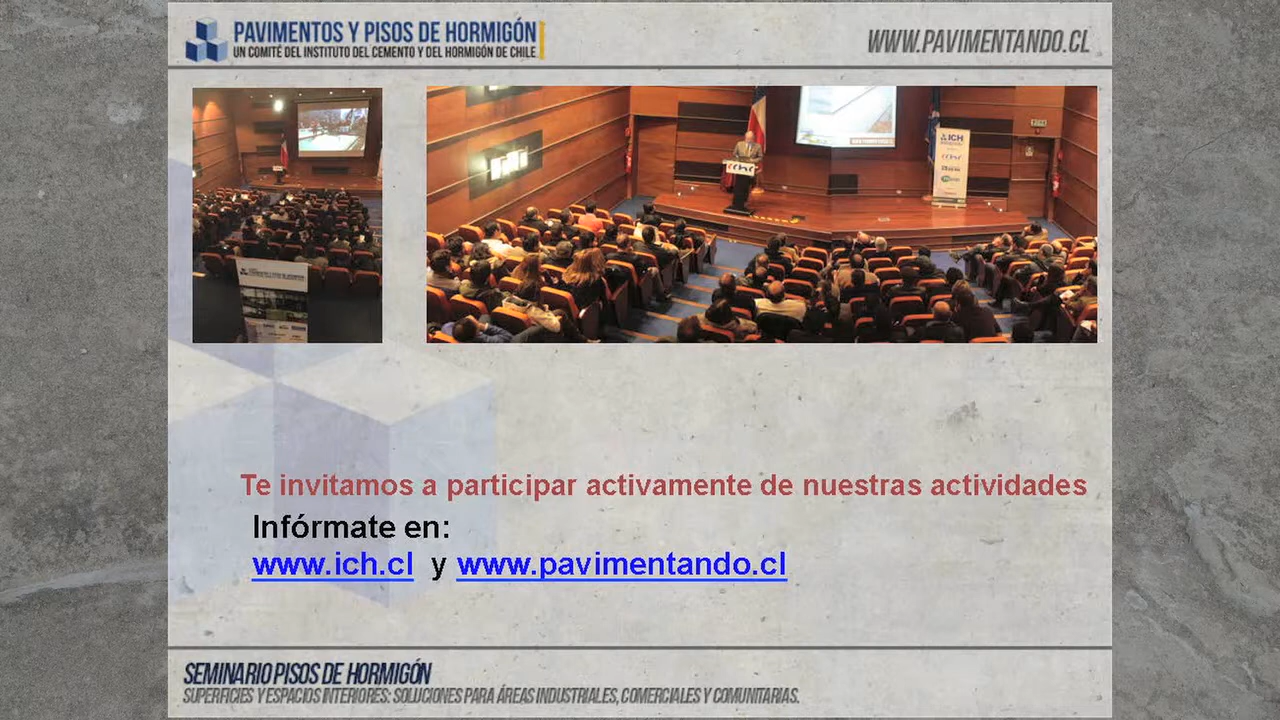 PAVIMENTOS Y PISOS DE HORMIGÓN
UN COMITÉ DEL INSTITUTO DEL CEMENTO Y DEL HORMIGÓN DE CHILE
WWW.PAVIMENTANDO.CL
ICH
Te invitamos a participar activamente de nuestras actividades
Infórmate en:
www.ich.cl y www.pavimentando.cl
SEMINARIO PISOS DE HORMIGÓN
SUPERFICIES Y ESPACIOS INTERIORES: SOLUCIONES PARA ÁREAS INDUSTRIALES, COMERCIALES Y COMUNITARIAS.